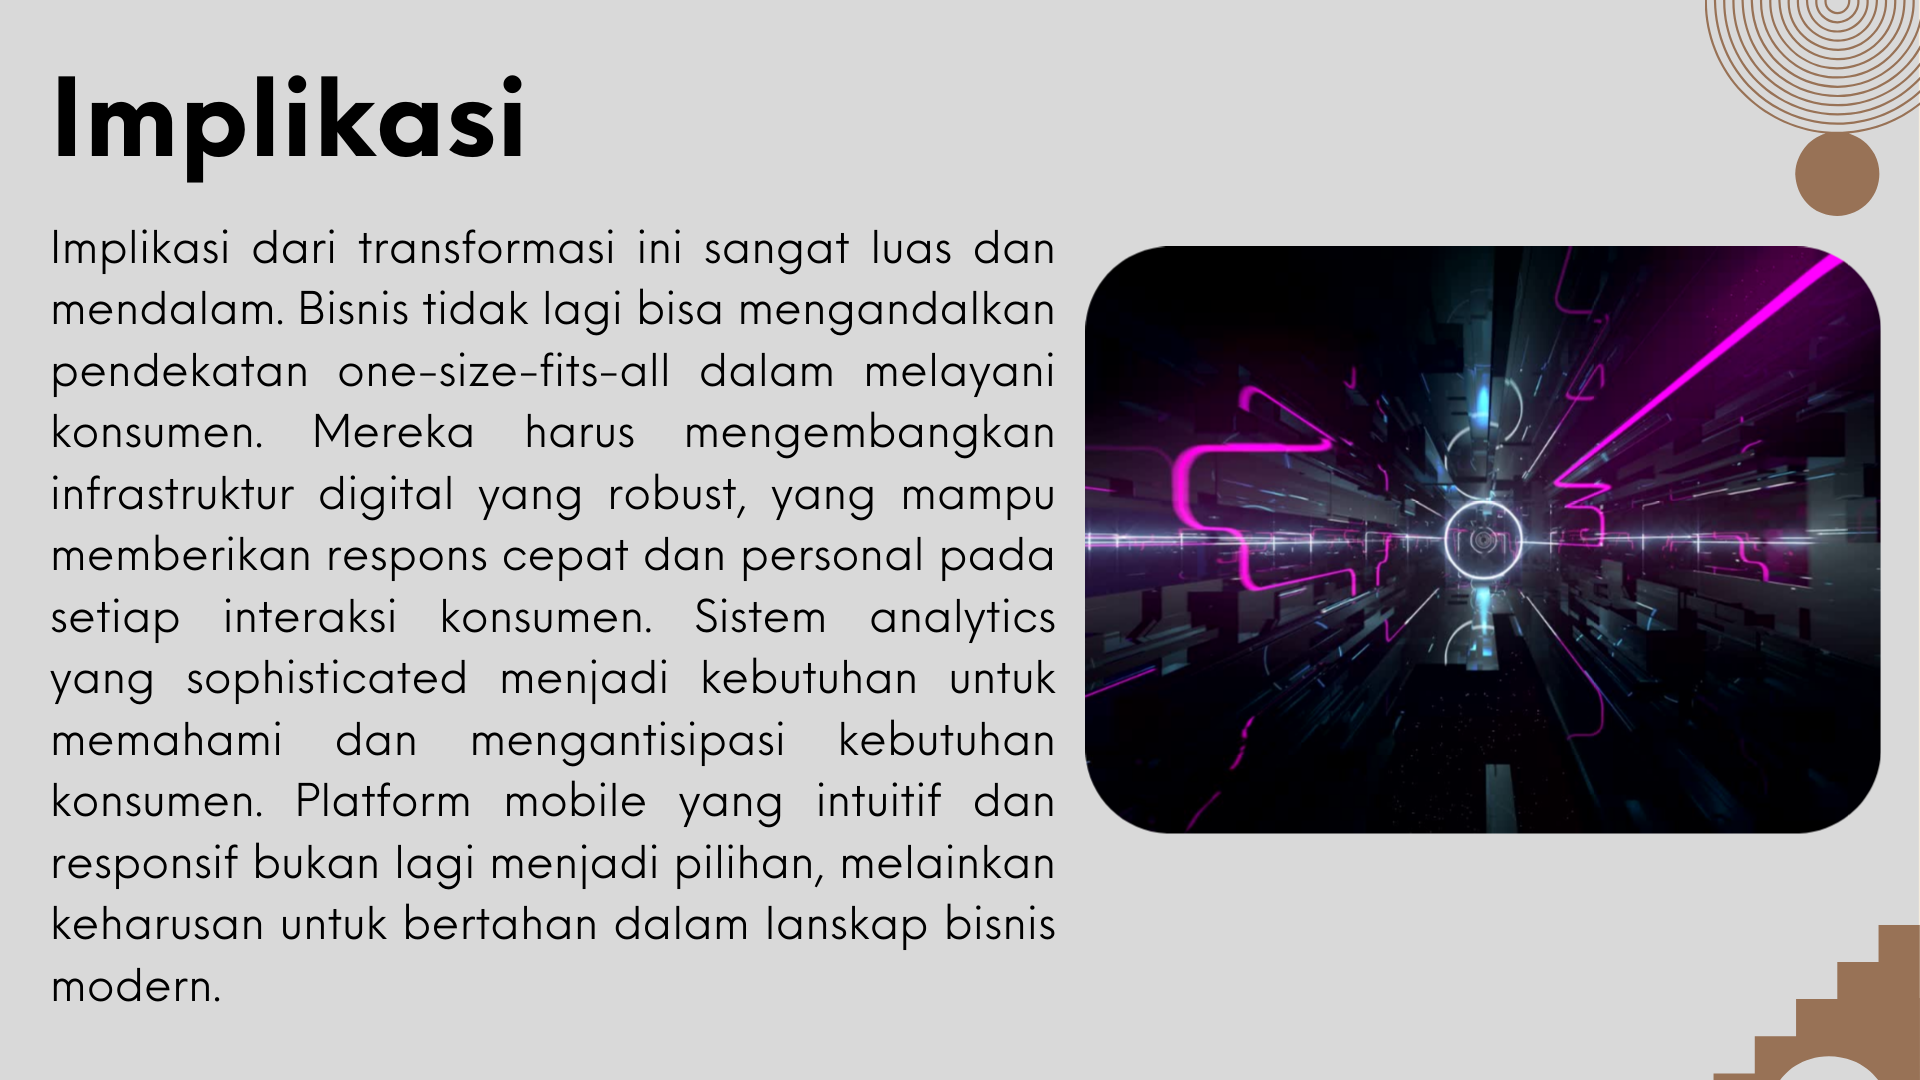 Implikasi
Implikasi dari transformasi ini sangat luas dan
mendalam. Bisnis tidak lagi bisa mengandalkan
pendekatan one-size-fits-all dalam melayani
konsumen. Mereka harus mengembangkan
infrastruktur digital yang robust, yang mampu
memberikan respons cepat dan personal pada
setiap interaksi konsumen. Sistem analytics
yang sophisticated menjadi kebutuhan untuk
memahami dan mengantisipasi kebutuhan
konsumen. Platform mobile yang intuitif dan
responsif bukan lagi menjadi pilihan, melainkan
keharusan untuk bertahan dalam lanskap bisnis
modern.